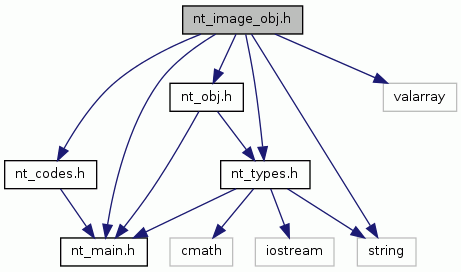 nt_image_obj.h
nt_obj.h
valarray
nt_codes.h
nt_types.h
nt_main.h
cmath
iostream
string